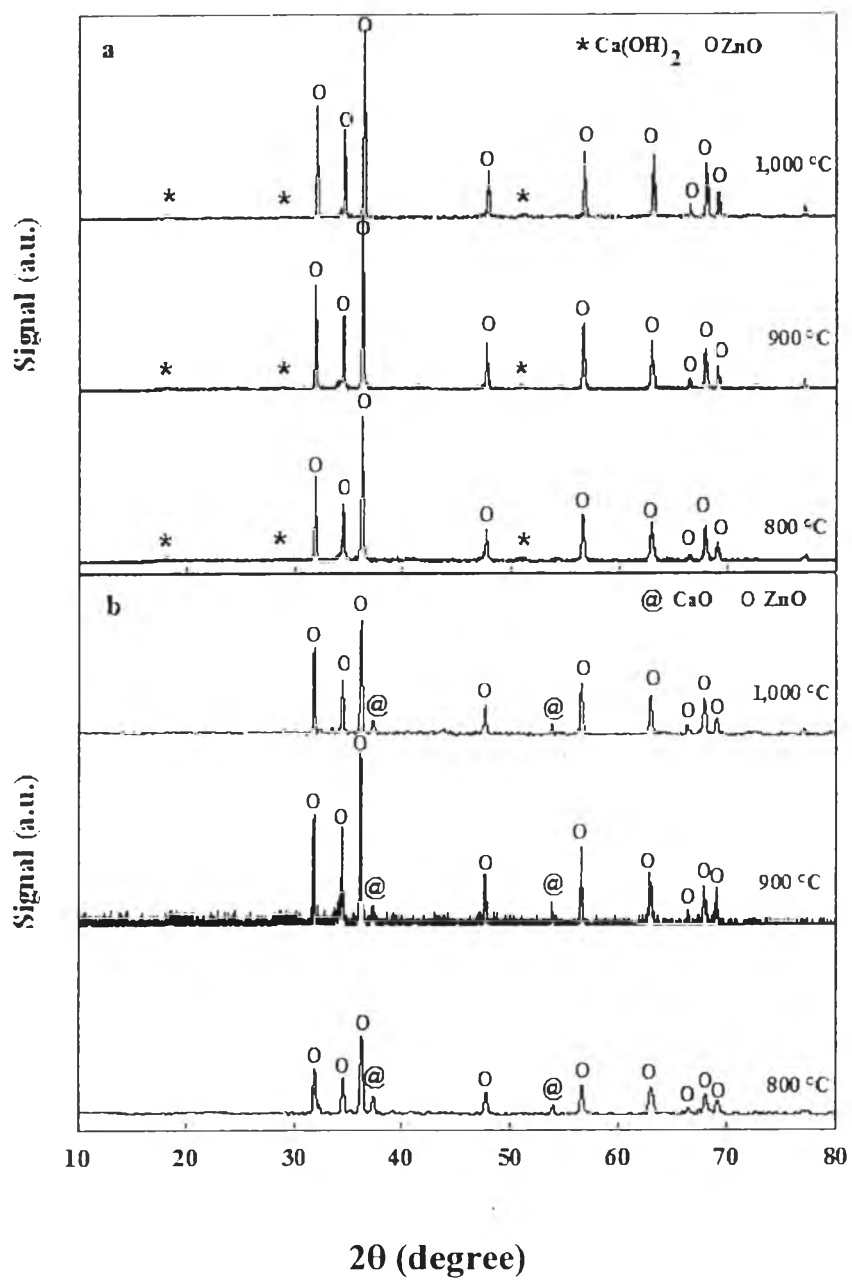 a
* Ca(OH)2 O ZnO
O
O
O
O
O
O
O
O
O
1,000 °C
* * *
O
O
O
O
O
O
O
O
O
900 °C
* * *
O
O
O
O
O
O
O
O
O
800 °C
* * *
Signal (a.u.)
b
@ CaO O ZnO
O
O
O
@
O
@
O
O
O
O
O
1,000 °C
O
O
O
@
O
@
O
O
O
O
O
900 °C
O
O
O
@
O
@
O
O
O
O
O
800 °C
Signal (a.u.)
10 20 30 40 50 60 70 80
2θ (degree)